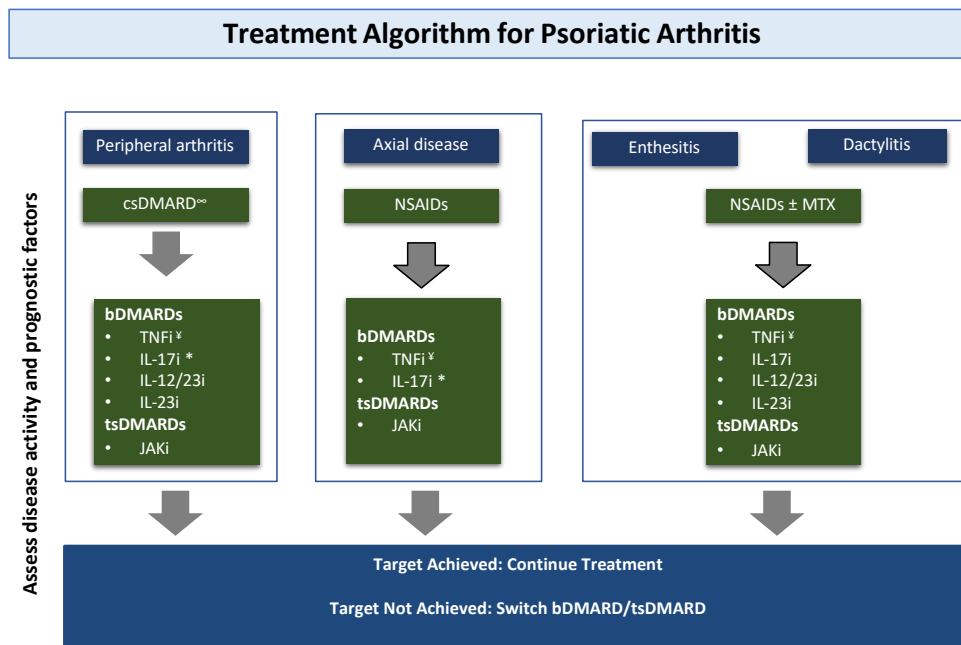 Treatment Algorithm for Psoriatic Arthritis
Assess disease activity and prognostic factors
Peripheral arthritis
csDMARD∞
bDMARDs
• TNFi ¥
• IL-17i *
• IL-12/23i
• IL-23i
tsDMARDs
• JAKi
Axial disease
NSAIDs
bDMARDs
• TNFi ¥
• IL-17i *
tsDMARDs
• JAKi
Enthesitis
Dactylitis
NSAIDs ± MTX
bDMARDs
• TNFi ¥
• IL-17i
• IL-12/23i
• IL-23i
tsDMARDs
• JAKi
Target Achieved: Continue Treatment
Target Not Achieved: Switch bDMARD/tsDMARD